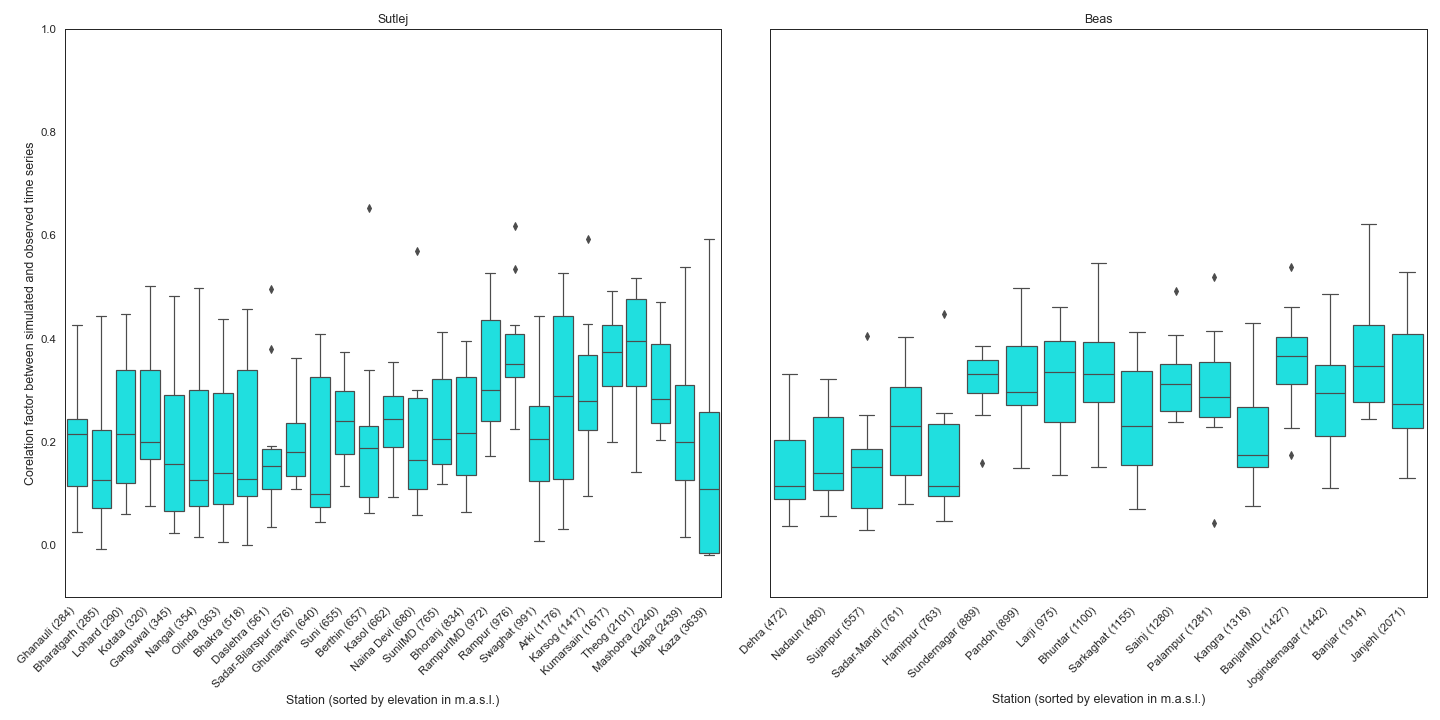 Sutlej
Beas
1.0
0.8
0.6
0.4
0.2
0.0
Corelation factor between simulated and observed time series
Ghanauli (284)
Bharatgarh (285)
Lohard (290)
Kotata (320)
Ganguwal (345)
Nangal (354)
Olinda (363)
Bhakra (518)
Daslehra (561)
Sadar-Bilarspur (576)
Ghumarwin (640)
Suni (655)
Berthin (657)
Kasol (662)
Naina Devi (680)
SuniIMD (765)
Bhoranj (834)
RampurIMD (972)
Rampur (976)
Swaghat (991)
Arki (1176)
Karsog (1417)
Kumarsain (1617)
Theog (2101)
Mashobra (2240)
Kalpa (2439)
Kaza (3639)
Station (sorted by elevation in m.a.s.l.)
Dehra (472)
Nadaun (480)
Sujanpur (557)
Sadar-Mandi (761)
Hamirpur (763)
Sundernagar (889)
Pandoh (899)
Larji (975)
Bhuntar (1100)
Sarkaghat (1155)
Sainj (1280)
Palampur (1281)
Kangra (1318)
BanjarIMD (1427)
Jogindernagar (1442)
Banjar (1914)
Janjehl (2071)
Station (sorted by elevation in m.a.s.l.)